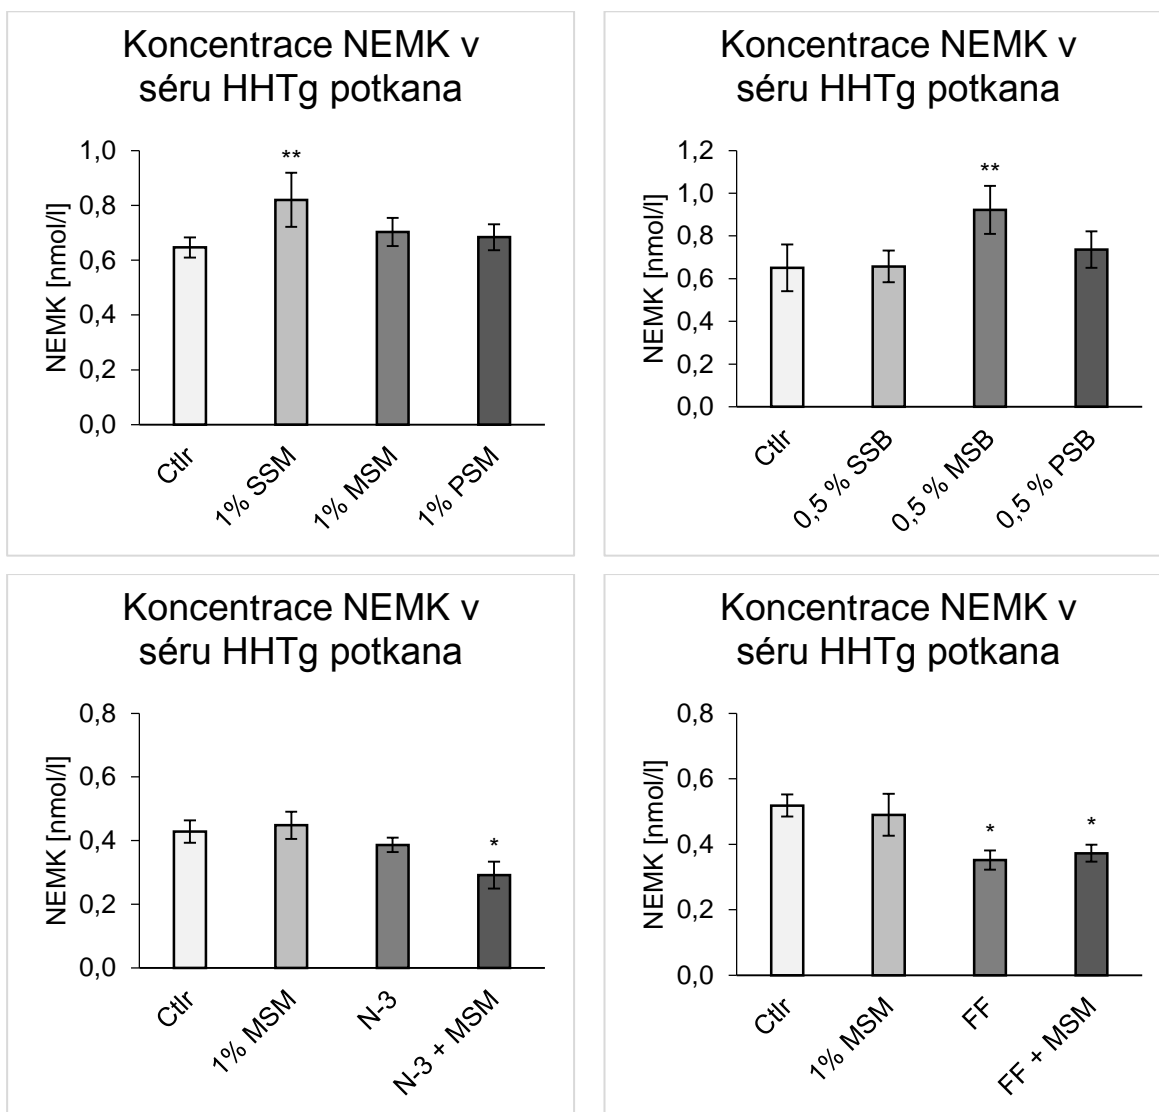 Koncentrace NEMK v
séru HHTg potkana
NEMK [nmol/l]
1,0
0,8
0,6
0,4
0,2
0,0
**
Ctlr
1% SSM
1% MSM
1% PSM
Koncentrace NEMK v
séru HHTg potkana
NEMK [nmol/l]
1,2
1,0
0,8
0,6
0,4
0,2
0,0
**
Ctlr
0,5 % SSB
0,5 % MSB
0,5 % PSB
Koncentrace NEMK v
séru HHTg potkana
NEMK [nmol/l]
0,8
0,6
0,4
0,2
0,0
*
Ctlr
1% MSM
N-3
N-3 + MSM
Koncentrace NEMK v
séru HHTg potkana
NEMK [nmol/l]
0,8
0,6
0,4
0,2
0,0
*
*
Ctlr
1% MSM
FF
FF + MSM